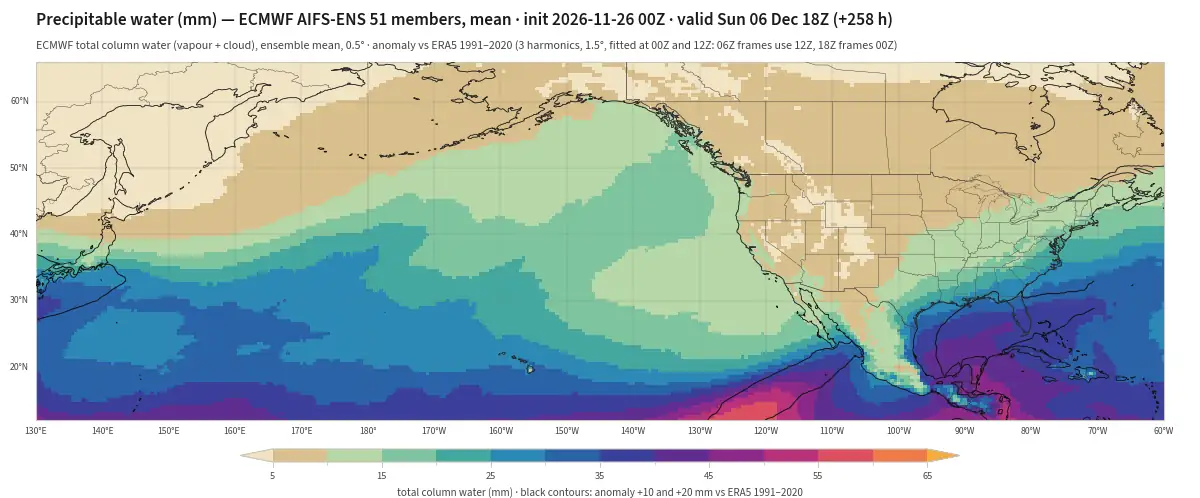 Precipitable water (mm) — ECMWF AIFS-ENS 51 members, mean · init 2026-11-26 00Z · valid Sun 06 Dec 18Z (+258 h)
ECMWF total column water (vapour + cloud), ensemble mean, 0.5° · anomaly vs ERA5 1991–2020 (3 harmonics, 1.5°, fitted at 00Z and 12Z: 06Z frames use 12Z, 18Z frames 00Z)
60°N
50°N
40°N
30°N
20°N
130°E 140°E 150°E 160°E 170°E 180° 170°W 160°W 150°W 140°W 130°W 120°W 110°W 100°W 90°W 80°W 70°W 60°W
5 15 25 35 45 55 65
total column water (mm) · black contours: anomaly +10 and +20 mm vs ERA5 1991–2020